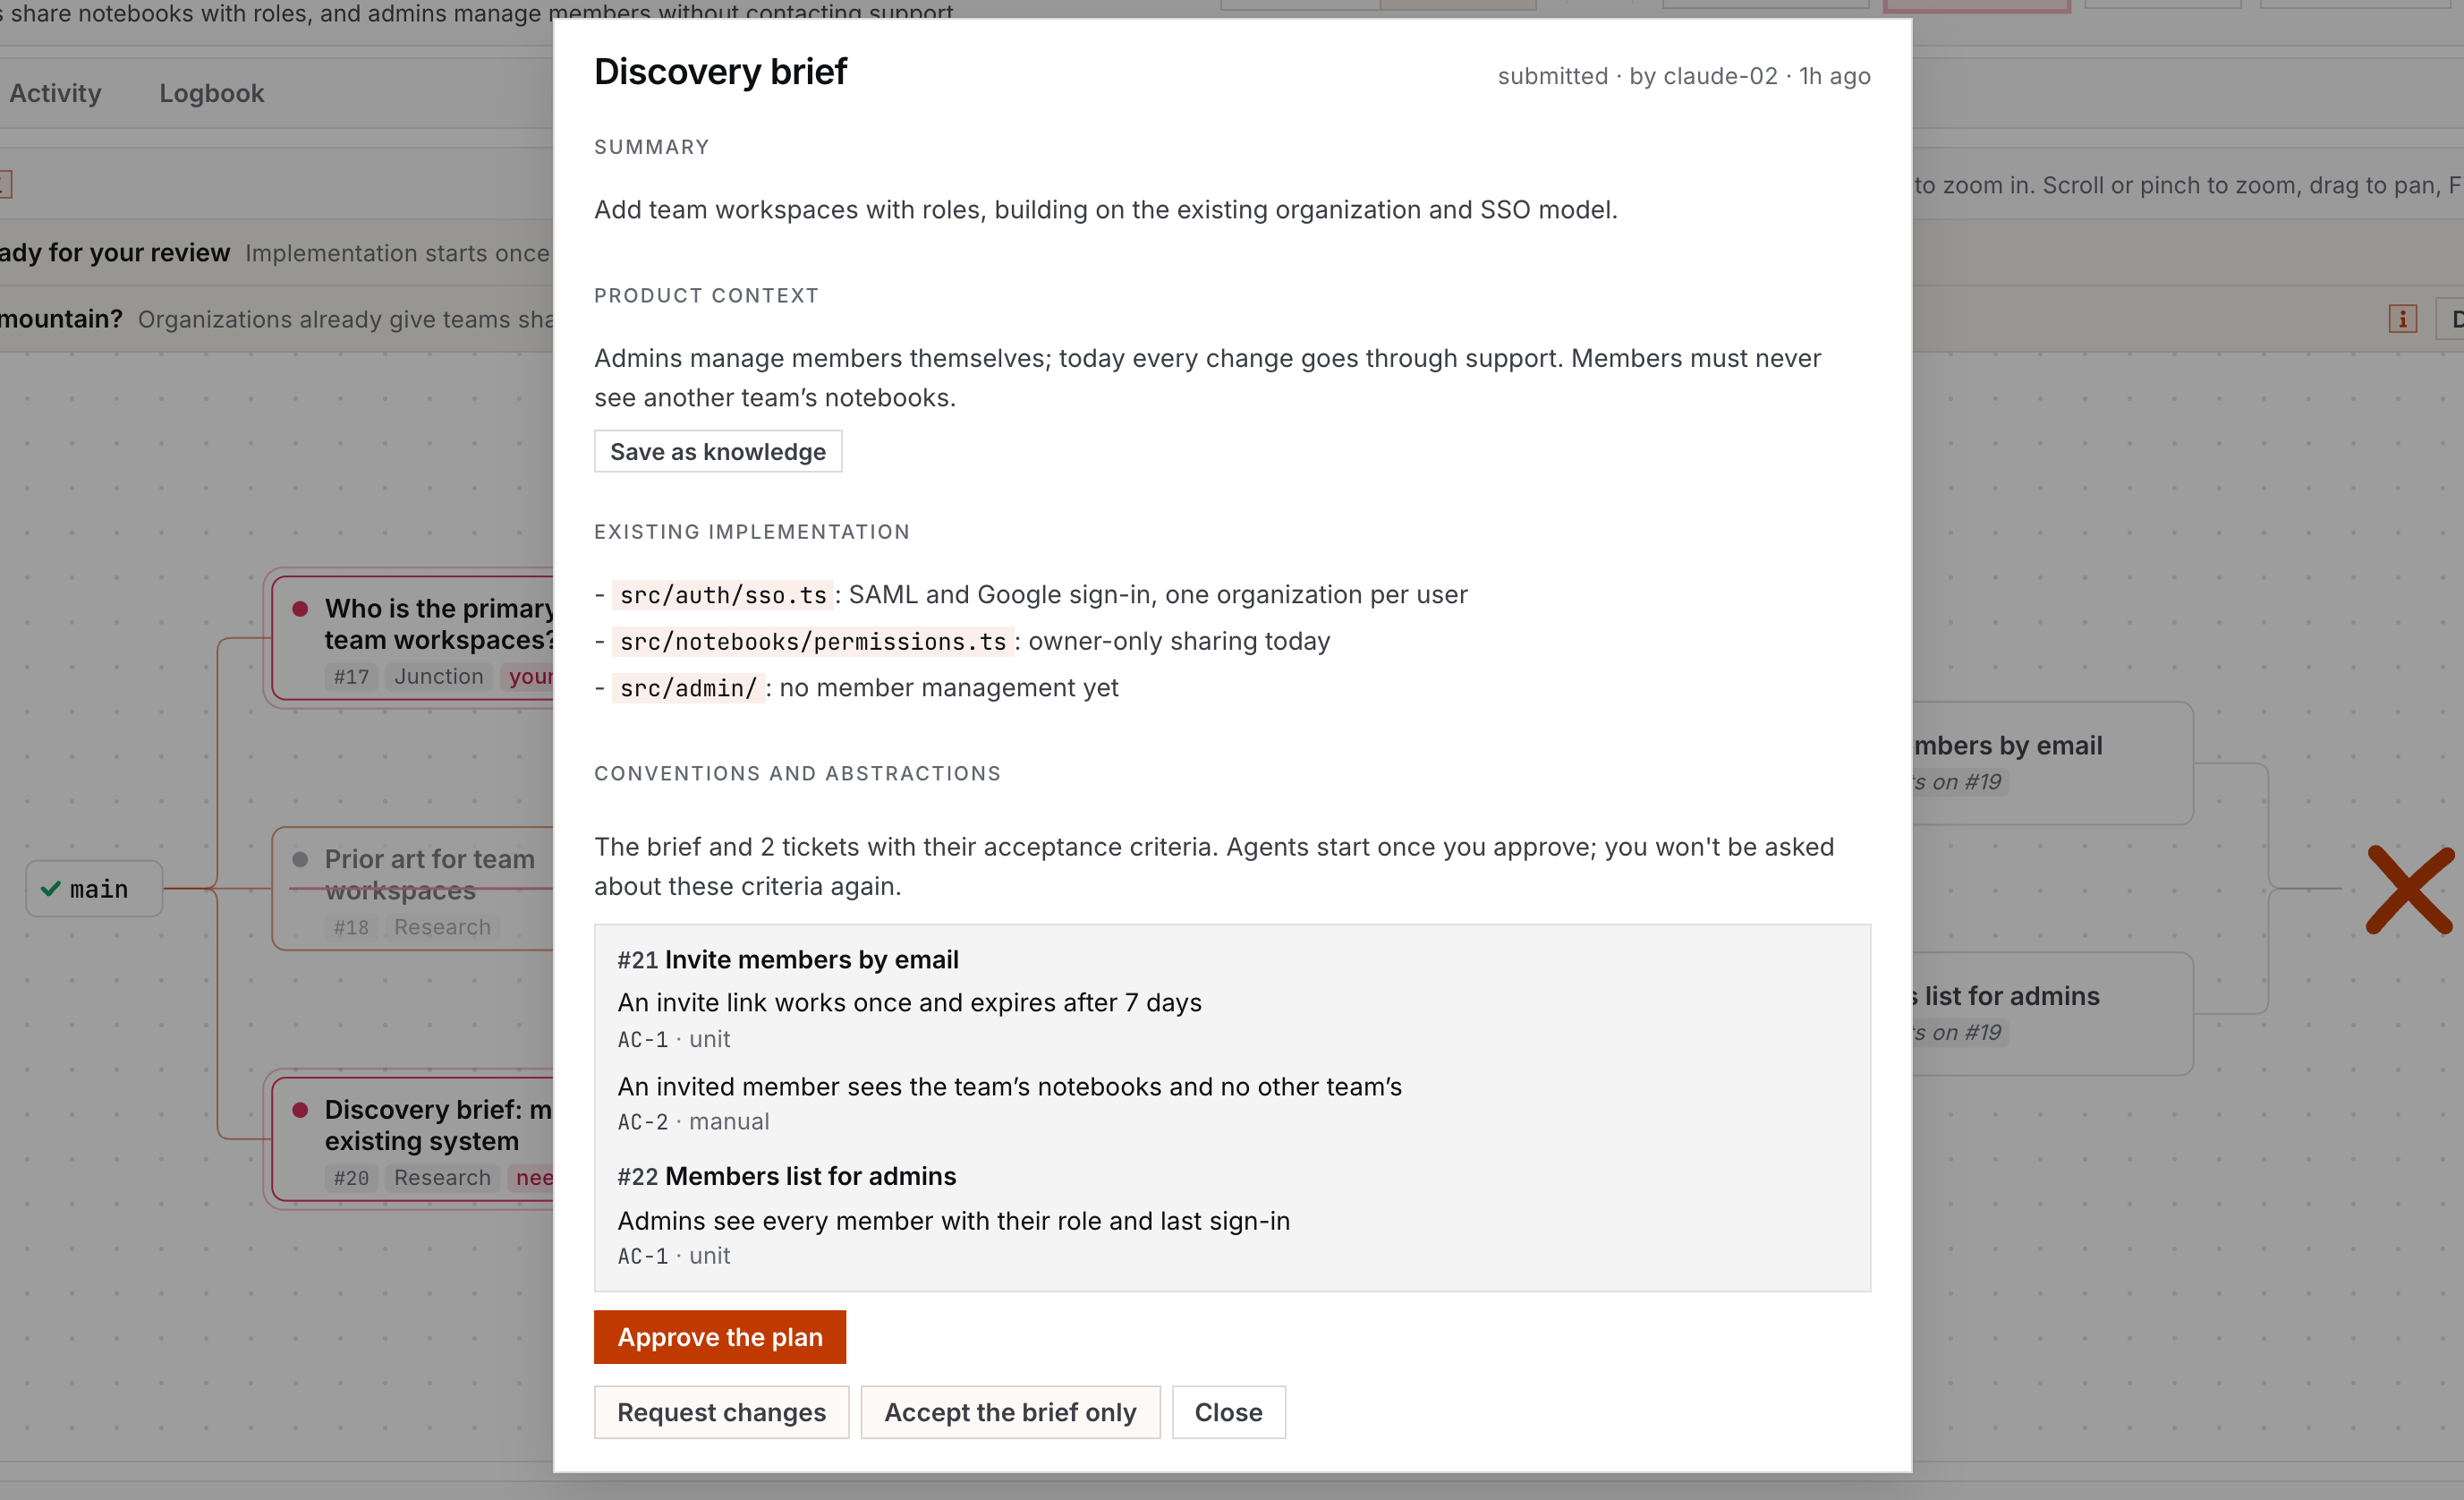 s share notebooks with roles, and admins manage members without contacting support
Activity
Logbook
to zoom in. Scroll or pinch to zoom, drag to pan, F
ady for your review Implementation starts once
mountain? Organizations already give teams sha
i
D
Who is the primary
team workspaces?
#17 Junction your
Prior art for team
workspaces
#18 Research
main
Discovery brief: m
existing system
#20 Research nee
Discovery brief
submitted · by claude-02 · 1h ago
SUMMARY
Add team workspaces with roles, building on the existing organization and SSO model.
PRODUCT CONTEXT
Admins manage members themselves; today every change goes through support. Members must never
see another team’s notebooks.
Save as knowledge
EXISTING IMPLEMENTATION
- src/auth/sso.ts: SAML and Google sign-in, one organization per user
- src/notebooks/permissions.ts: owner-only sharing today
- src/admin/: no member management yet
CONVENTIONS AND ABSTRACTIONS
The brief and 2 tickets with their acceptance criteria. Agents start once you approve; you won't be asked
about these criteria again.
#21 Invite members by email
An invite link works once and expires after 7 days
AC-1 · unit
An invited member sees the team’s notebooks and no other team’s
AC-2 · manual
#22 Members list for admins
Admins see every member with their role and last sign-in
AC-1 · unit
Approve the plan
Request changes
Accept the brief only
Close
mbers by email
ts on #19
s list for admins
ts on #19